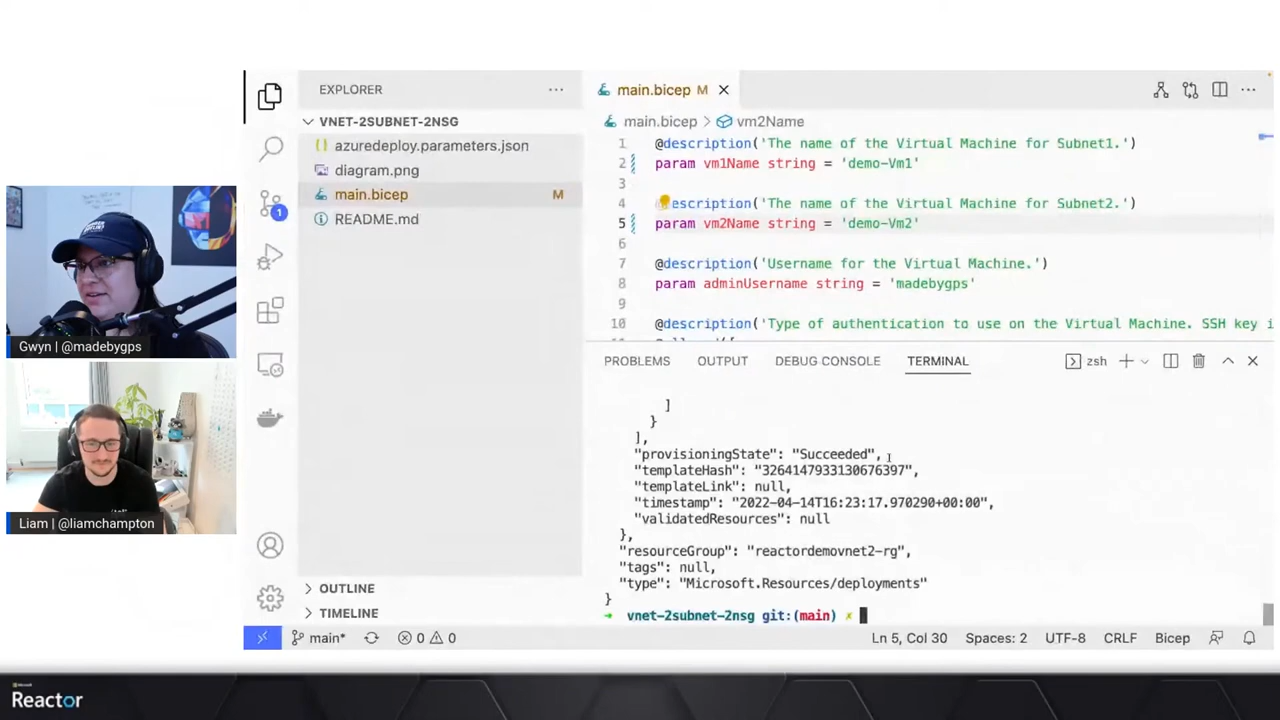 EXPLORER
VNET-2SUBNET-2NSG
azuredeploy.parameters.json
diagram.png
main.bicep M
README.md
1
OUTLINE
TIMELINE
main.bicep M
main.bicep > vm2Name
1 @description('The name of the Virtual Machine for Subnet1.')
2 param vm1Name string = 'demo-Vm1'
3
4 description('The name of the Virtual Machine for Subnet2.')
5 param vm2Name string = 'demo-Vm2'
6
7 @description('Username for the Virtual Machine.')
8 param adminUsername string = 'madebygps'
9
10 @description('Type of authentication to use on the Virtual Machine. SSH key i
PROBLEMS OUTPUT DEBUG CONSOLE TERMINAL zsh
]
}
],
"provisioningState": "Succeeded",
"templateHash": "3264147933130676397",
"templateLink": null,
"timestamp": "2022-04-14T16:23:17.970290+00:00",
"validatedResources": null
},
"resourceGroup": "reactordemovnet2-rg",
"tags": null,
"type": "Microsoft.Resources/deployments"
}
→ vnet-2subnet-2nsg git:(main) ✗
main* 0 0 Ln 5, Col 30 Spaces: 2 UTF-8 CRLF Bicep
Gwyn | @madebygps
Liam | @liamchampton
Microsoft
Reactor